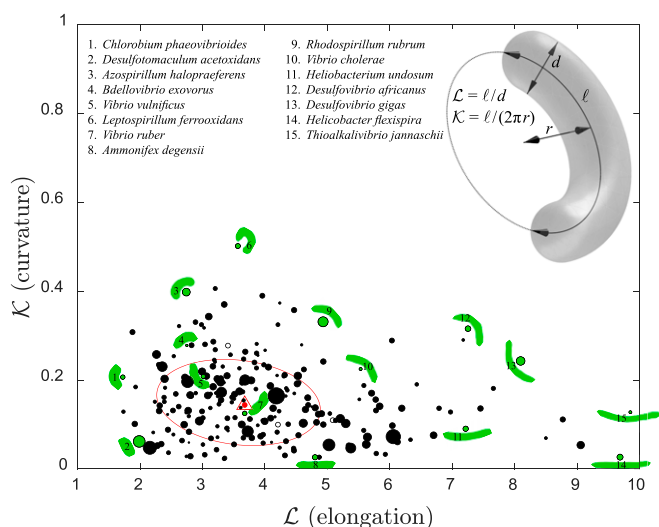 1
1. Chlorobium phaeovibrioides
2. Desulfotomaculum acetoxidans
3. Azospirillum halopraeferens
4. Bdellovibrio exovorus
5. Vibrio vulnificus
6. Leptospirillum ferrooxidans
7. Vibrio ruber
8. Ammonifex degensii
9. Rhodospirillum rubrum
10. Vibrio cholerae
11. Heliobacterium undosum
12. Desulfovibrio africanus
13. Desulfovibrio gigas
14. Helicobacter flexispira
15. Thioalkalivibrio jannaschii
d
ℓ
ℒ = ℓ/d
𝒦 = ℓ/(2πr)
r
0.8
0.6
0.4
0.2
0
𝒦 (curvature)
6
3
9
12
4
13
10
1
5
7
15
2
11
8
14
1 2 3 4 5 6 7 8 9 10
ℒ (elongation)